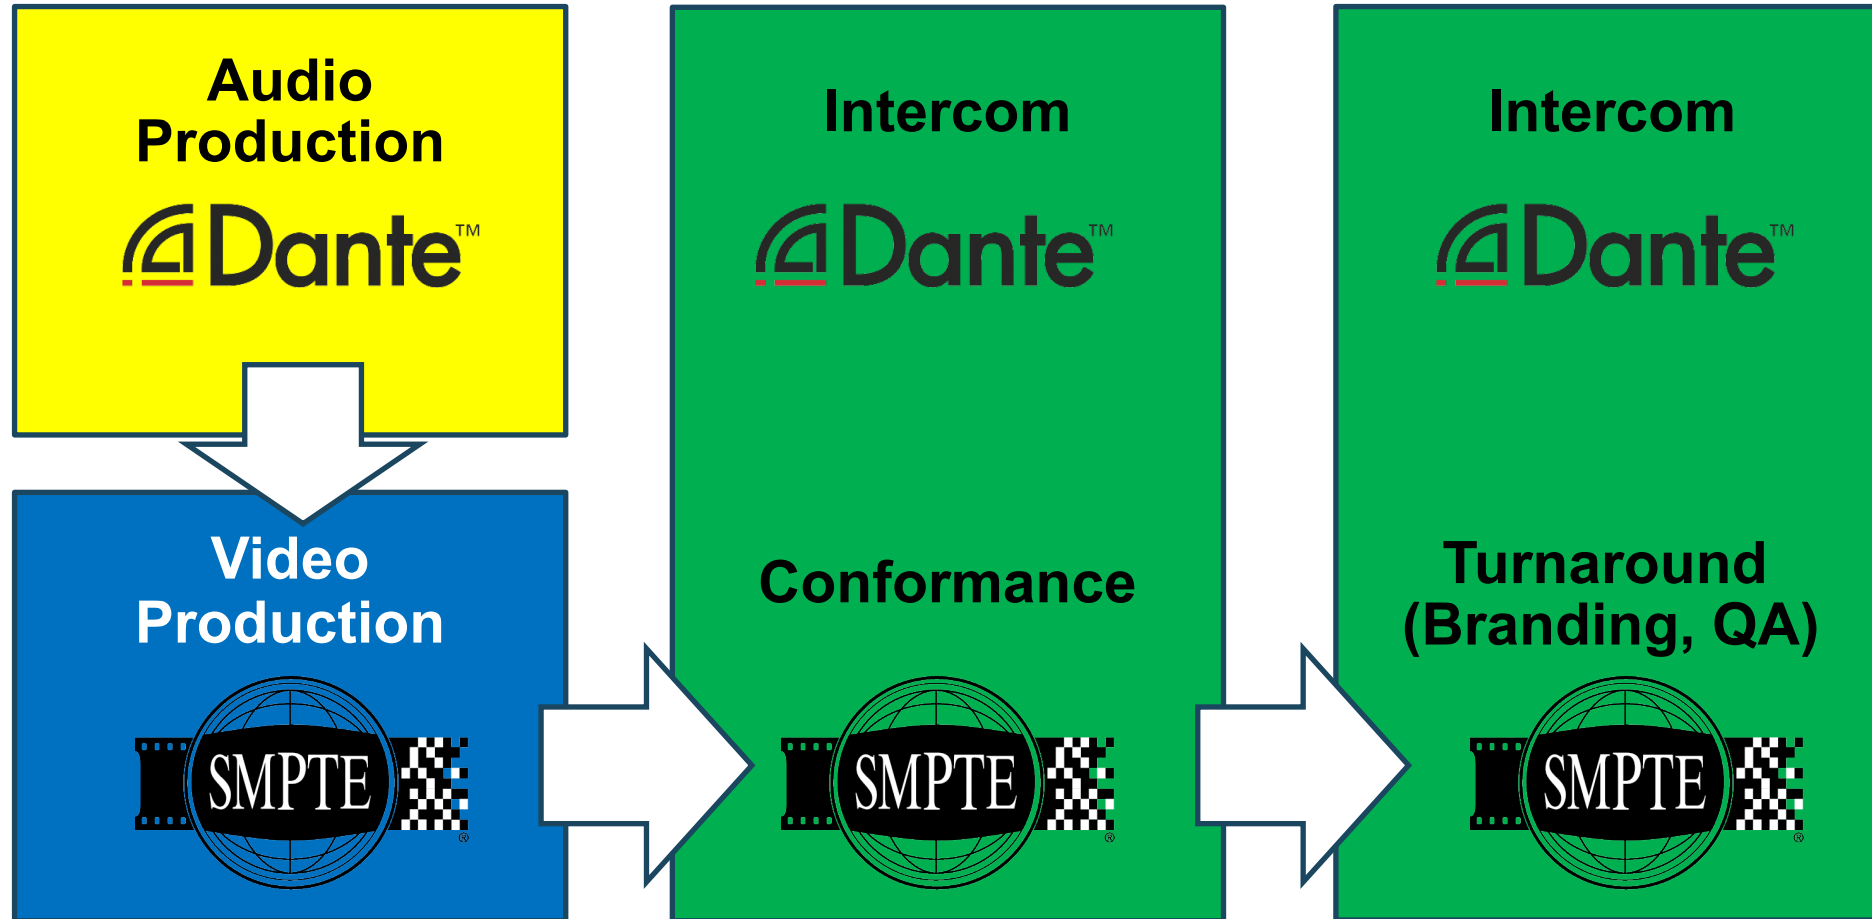 Audio
Production
Dante™
Video
Production
SMPTE
®
Intercom
Dante™
Conformance
SMPTE
®
Intercom
Dante™
Turnaround
(Branding, QA)
SMPTE
®